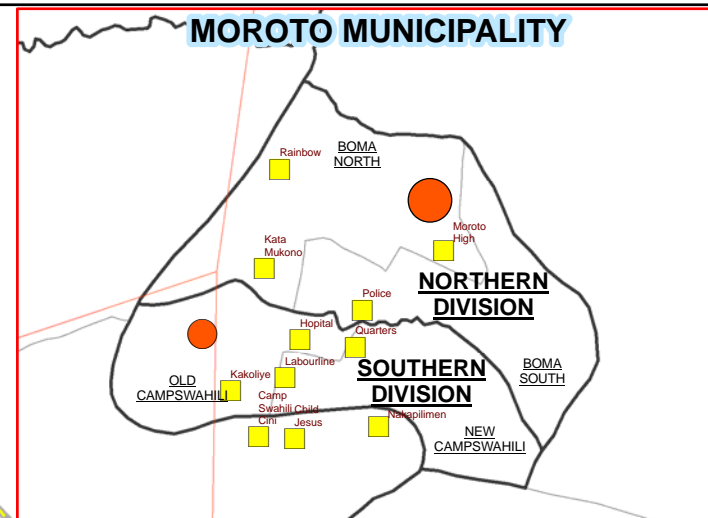 MOROTO MUNICIPALITY
Rainbow
BOMA
NORTH
Moroto
High
Kata
Mukono
NORTHERN
DIVISION
Police
Hopital
Quarters
Labourline
SOUTHERN
DIVISION
BOMA
SOUTH
OLD
CAMPSWAHILI
Kakoliye
Camp
Swahili
Cini
Child
Jesus
Nakapilimen
NEW
CAMPSWAHILI